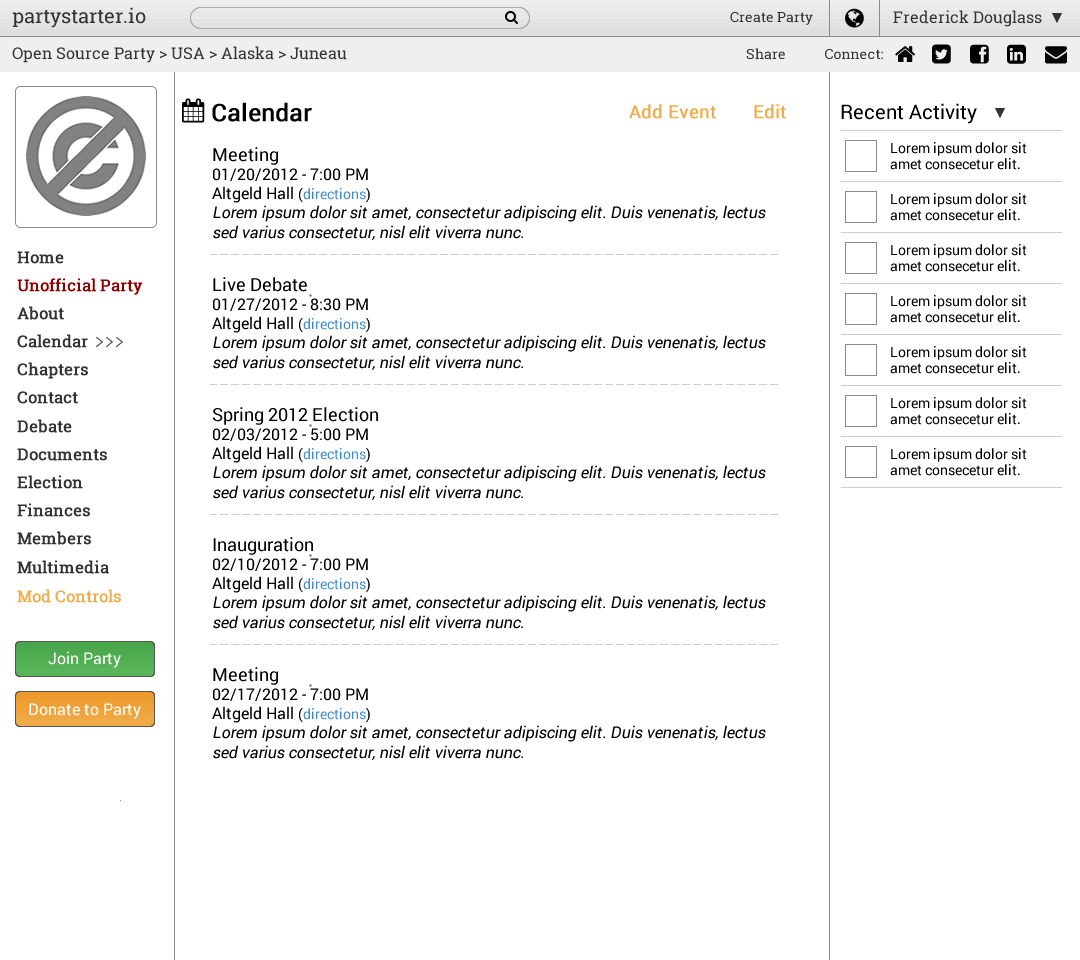 partystarter.io
Create Party
Frederick Douglass ▼
Open Source Party > USA > Alaska > Juneau
Share
Connect:
Home
Unofficial Party
About
Calendar >>>
Chapters
Contact
Debate
Documents
Election
Finances
Members
Multimedia
Mod Controls
Join Party
Donate to Party
Calendar
Add Event
Edit
Meeting
01/20/2012 - 7:00 PM
Altgeld Hall (directions)
Lorem ipsum dolor sit amet, consectetur adipiscing elit. Duis venenatis, lectus
sed varius consectetur, nisl elit viverra nunc.
Live Debate
01/27/2012 - 8:30 PM
Altgeld Hall (directions)
Lorem ipsum dolor sit amet, consectetur adipiscing elit. Duis venenatis, lectus
sed varius consectetur, nisl elit viverra nunc.
Spring 2012 Election
02/03/2012 - 5:00 PM
Altgeld Hall (directions)
Lorem ipsum dolor sit amet, consectetur adipiscing elit. Duis venenatis, lectus
sed varius consectetur, nisl elit viverra nunc.
Inauguration
02/10/2012 - 7:00 PM
Altgeld Hall (directions)
Lorem ipsum dolor sit amet, consectetur adipiscing elit. Duis venenatis, lectus
sed varius consectetur, nisl elit viverra nunc.
Meeting
02/17/2012 - 7:00 PM
Altgeld Hall (directions)
Lorem ipsum dolor sit amet, consectetur adipiscing elit. Duis venenatis, lectus
sed varius consectetur, nisl elit viverra nunc.
Recent Activity ▼
Lorem ipsum dolor sit
amet consecetur elit.
Lorem ipsum dolor sit
amet consecetur elit.
Lorem ipsum dolor sit
amet consecetur elit.
Lorem ipsum dolor sit
amet consecetur elit.
Lorem ipsum dolor sit
amet consecetur elit.
Lorem ipsum dolor sit
amet consecetur elit.
Lorem ipsum dolor sit
amet consecetur elit.